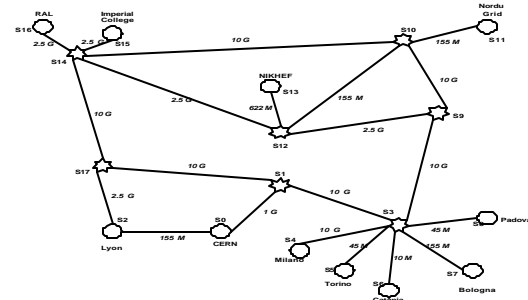 RAL
S16
2.5 G
S14
Imperial
College
2.5 G
S15
10 G
S10
Nordu
Grid
155 M
S11
NIKHEF
S13
622 M
2.5 G
155 M
10 G
S12
2.5 G
S9
10 G
S17
10 G
10 G
S1
2.5 G
10 G
1 G
S3
S2
Lyon
155 M
S0
CERN
S4
10 G
Milano
45 M
S5
Torino
10 M
S6
Catania
155 M
S7
Bologna
45 M
Padova